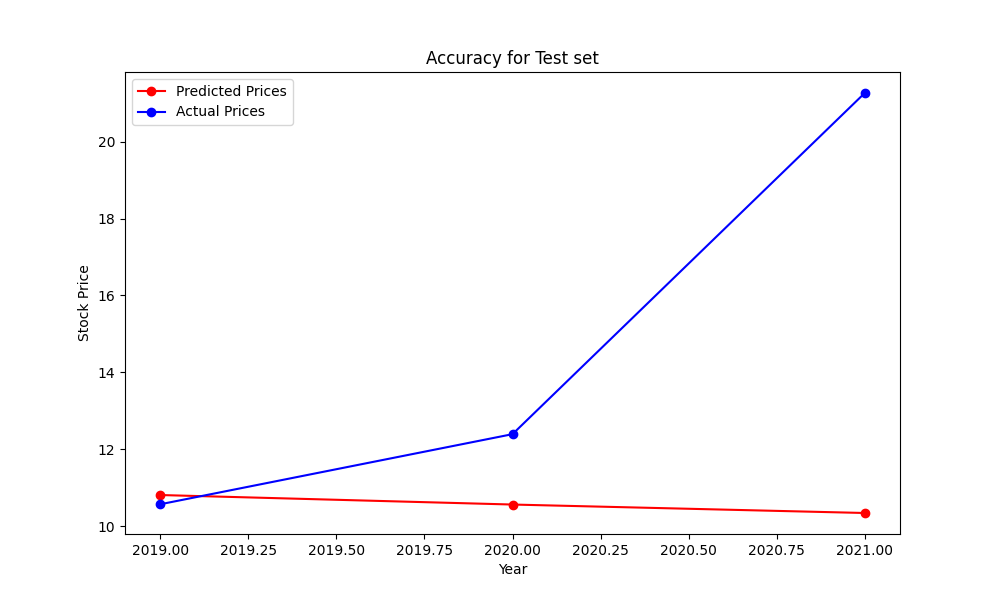 Accuracy for Test set
Predicted Prices
Actual Prices
20
18
16
14
12
10
Stock Price
2019.00 2019.25 2019.50 2019.75 2020.00 2020.25 2020.50 2020.75 2021.00
Year